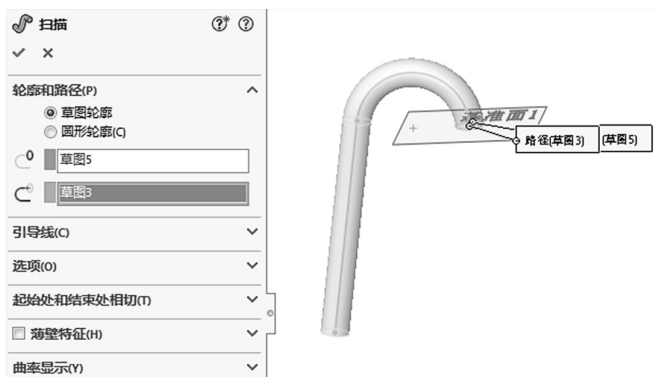 扫描
轮廓和路径(P)
草图轮廓
圆形轮廓(C)
草图5
草图3
引导线(C)
选项(O)
起始处和结束处相切(T)
薄壁特征(H)
曲率显示(Y)
基准面1
路径(草图3)
(草图5)